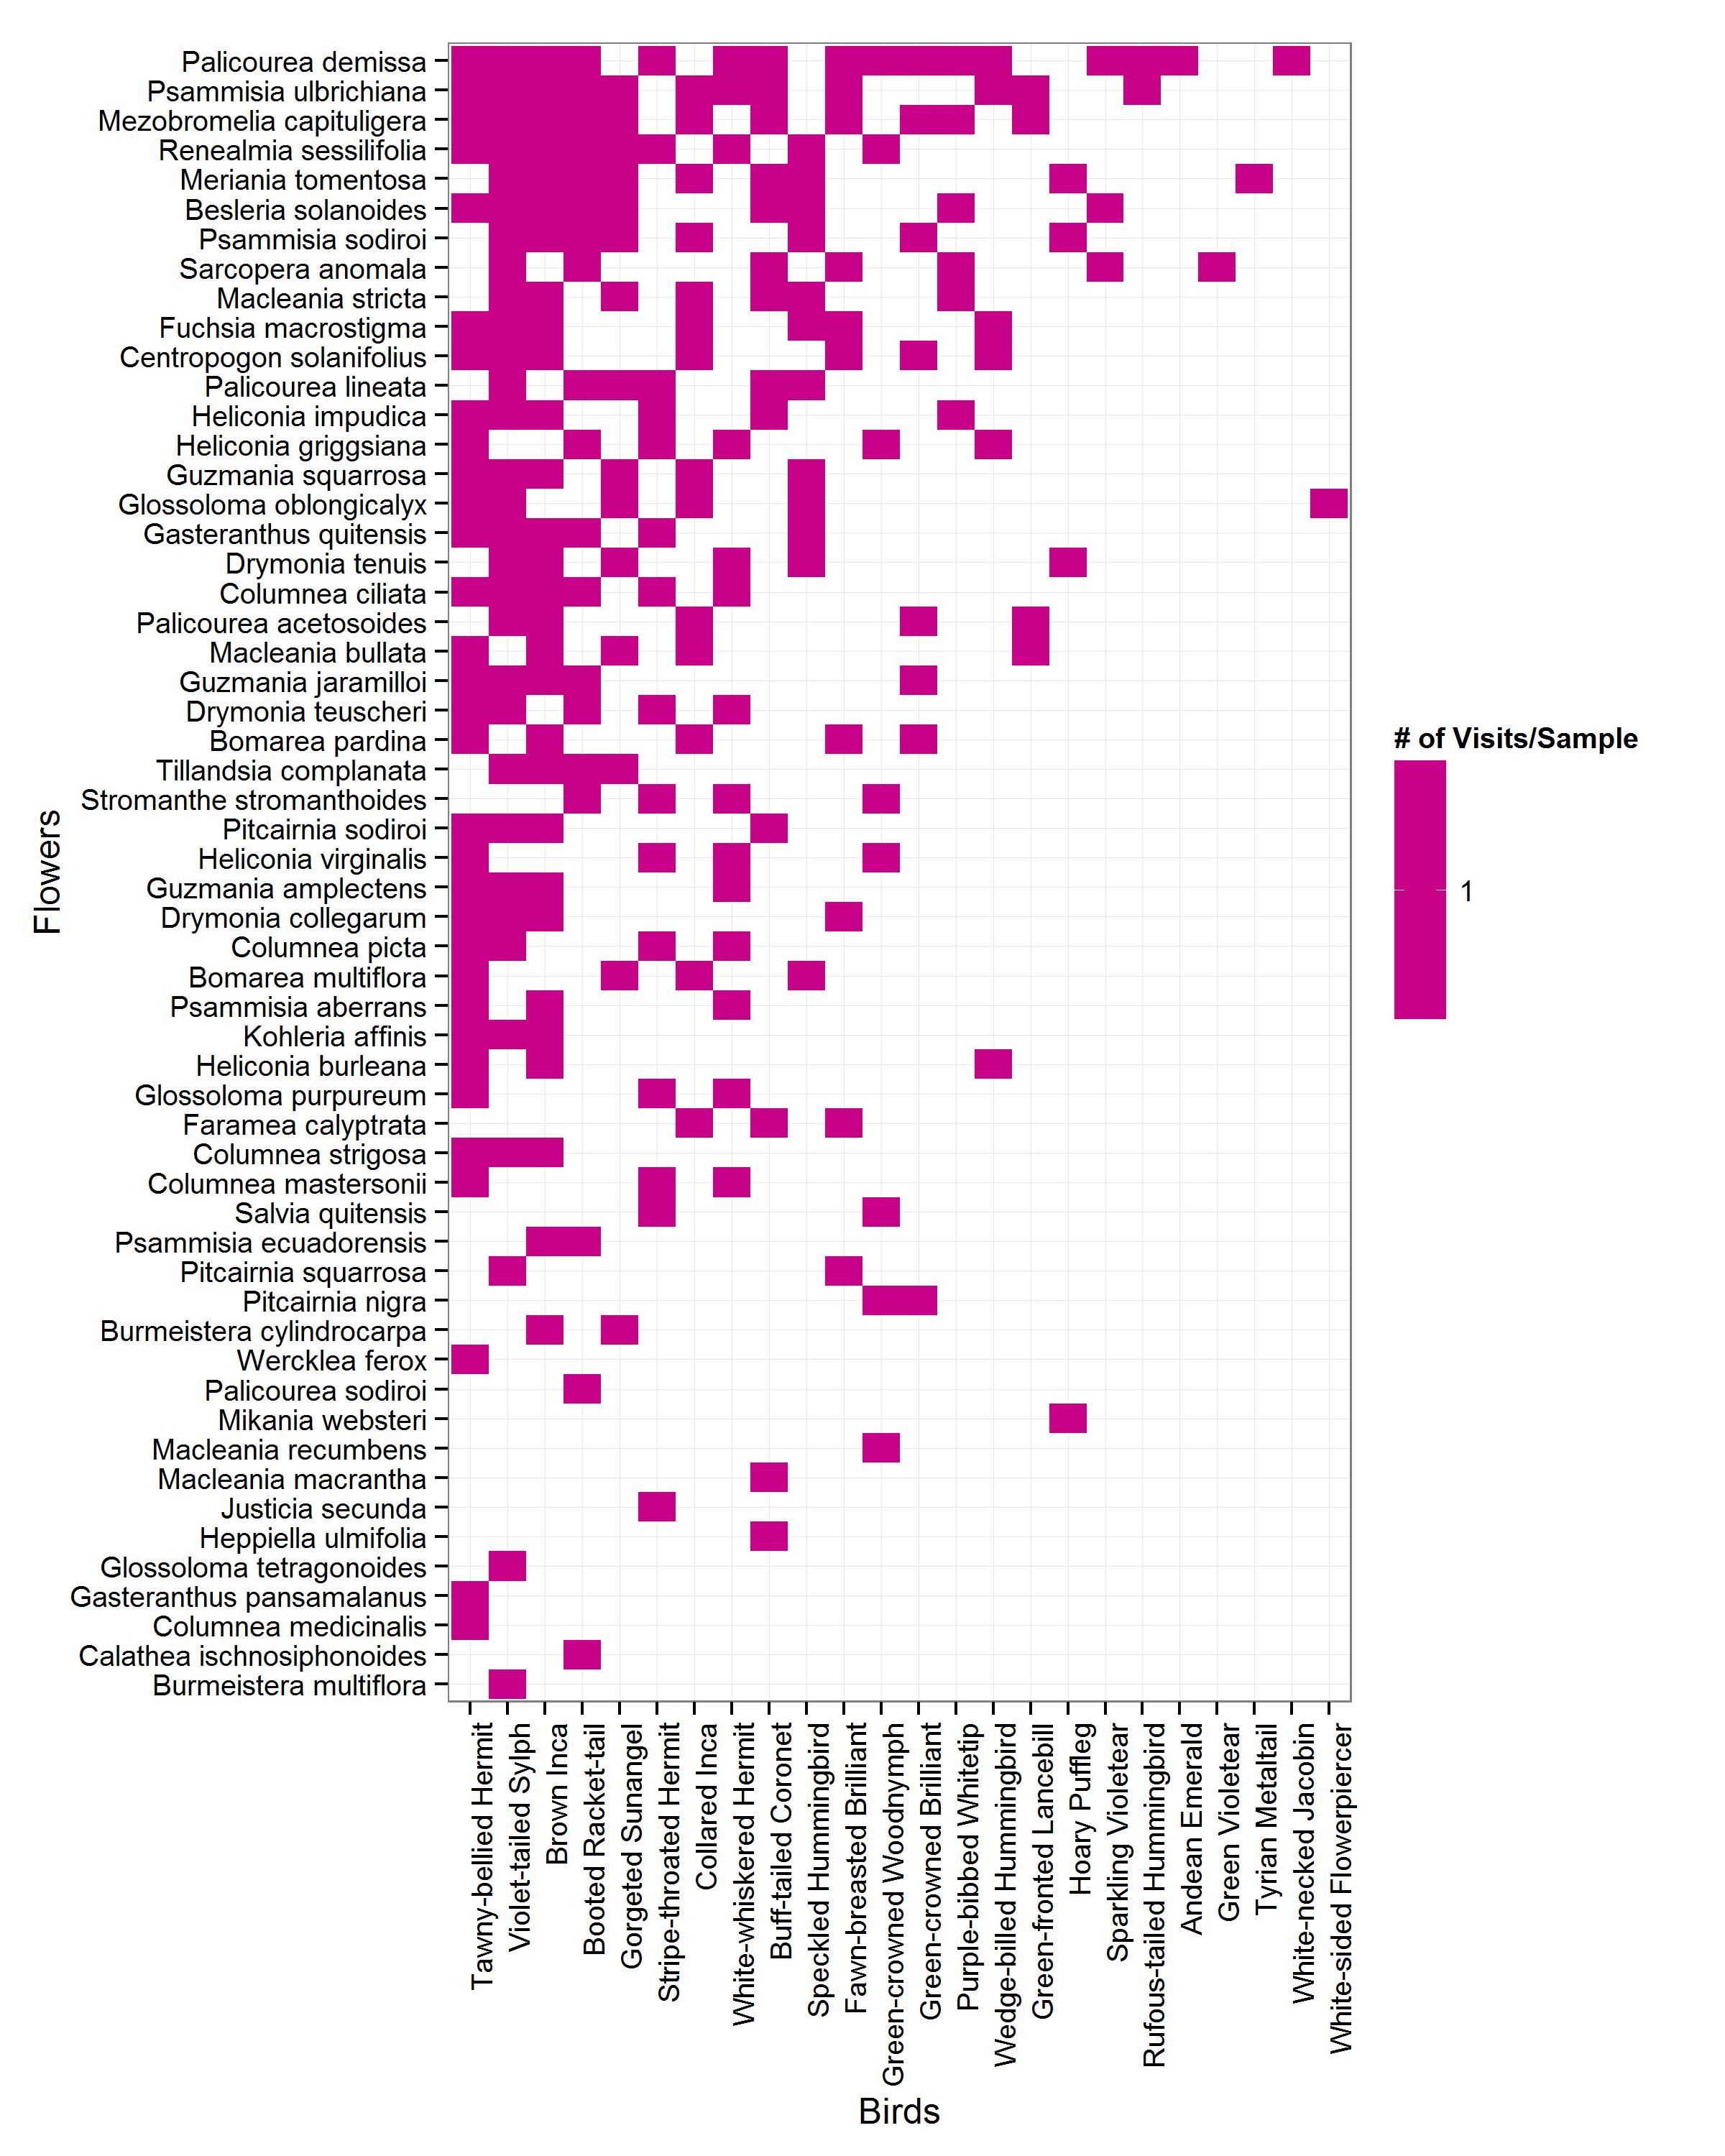 Palicourea demissa
Psammisia ulbrichiana
Mezobromelia capituligera
Renealmia sessilifolia
Meriania tomentosa
Besleria solanoides
Psammisia sodiroi
Sarcopera anomala
Macleania stricta
Fuchsia macrostigma
Centropogon solanifolius
Palicourea lineata
Heliconia impudica
Heliconia griggsiana
Guzmania squarrosa
Glossoloma oblongicalyx
Gasteranthus quitensis
Drymonia tenuis
Columnea ciliata
Palicourea acetosoides
Macleania bullata
Guzmania jaramilloi
Drymonia teuscheri
Bomarea pardina
Tillandsia complanata
Stromanthe stromanthoides
Pitcairnia sodiroi
Heliconia virginalis
Guzmania amplectens
Drymonia collegarum
Columnea picta
Bomarea multiflora
Psammisia aberrans
Kohleria affinis
Heliconia burleana
Glossoloma purpureum
Faramea calyptrata
Columnea strigosa
Columnea mastersonii
Salvia quitensis
Psammisia ecuadorensis
Pitcairnia squarrosa
Pitcairnia nigra
Burmeistera cylindrocarpa
Wercklea ferox
Palicourea sodiroi
Mikania websteri
Macleania recumbens
Macleania macrantha
Justicia secunda
Heppiella ulmifolia
Glossoloma tetragonoides
Gasteranthus pansamalanus
Columnea medicinalis
Calathea ischnosiphonoides
Burmeistera multiflora
Flowers
# of Visits/Sample
1
Tawny-bellied Hermit
Violet-tailed Sylph
Brown Inca
Booted Racket-tail
Gorgeted Sunangel
Stripe-throated Hermit
Collared Inca
White-whiskered Hermit
Buff-tailed Coronet
Speckled Hummingbird
Fawn-breasted Brilliant
Green-crowned Woodnymph
Green-crowned Brilliant
Purple-bibbed Whitetip
Wedge-billed Hummingbird
Green-fronted Lancebill
Hoary Puffleg
Sparkling Violetear
Rufous-tailed Hummingbird
Andean Emerald
Green Violetear
Tyrian Metaltail
White-necked Jacobin
White-sided Flowerpiercer
Birds